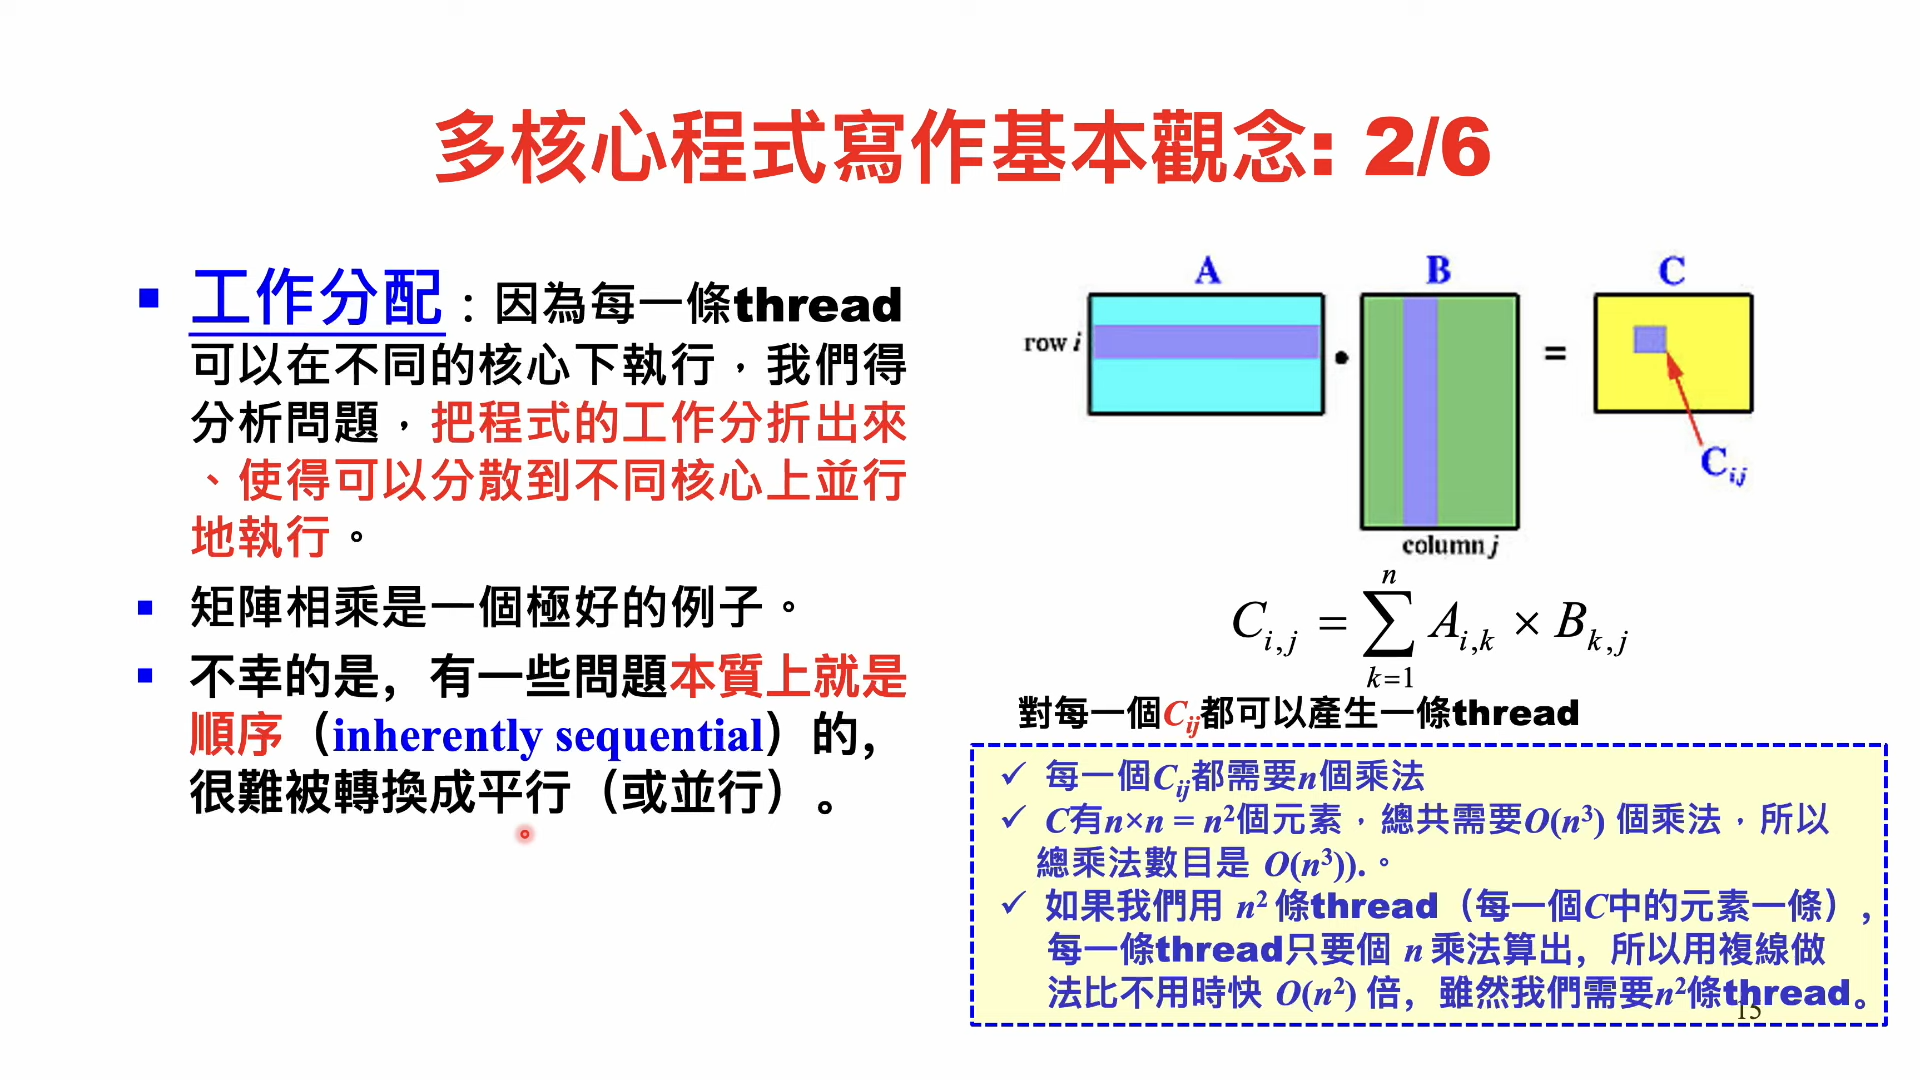 多核心程式寫作基本觀念: 2/6
工作分配：因為每一條thread
可以在不同的核心下執行，我們得
分析問題，把程式的工作分折出來
、使得可以分散到不同核心上並行
地執行。
矩陣相乘是一個極好的例子。
不幸的是，有一些問題本質上就是
順序（inherently sequential）的，
很難被轉換成平行（或並行）。
A B C
row i
• =
C_{ij}
column j
C_{i,j} = \sum_{k=1}^{n} A_{i,k} × B_{k,j}
對每一個C_{ij}都可以產生一條thread
✓ 每一個C_{ij}都需要n個乘法
✓ C有n×n = n²個元素，總共需要O(n³) 個乘法，所以
總乘法數目是 O(n³)).。
✓ 如果我們用 n² 條thread（每一個C中的元素一條），
每一條thread只要個 n 乘法算出，所以用複線做
法比不用時快 O(n²) 倍，雖然我們需要n²條thread。
15